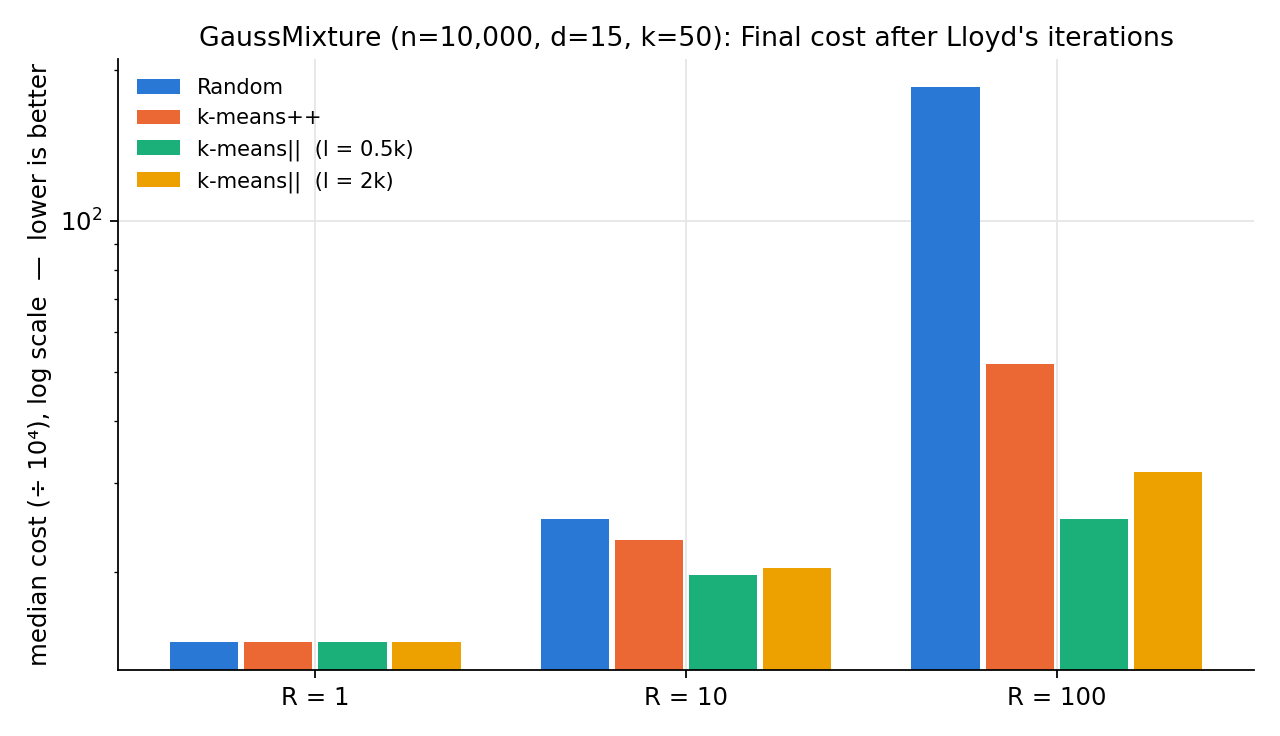 GaussMixture (n=10,000, d=15, k=50): Final cost after Lloyd's iterations
median cost (÷ 10⁴), log scale — lower is better
10²
Random
k-means++
k-means|| (l = 0.5k)
k-means|| (l = 2k)
R = 1
R = 10
R = 100